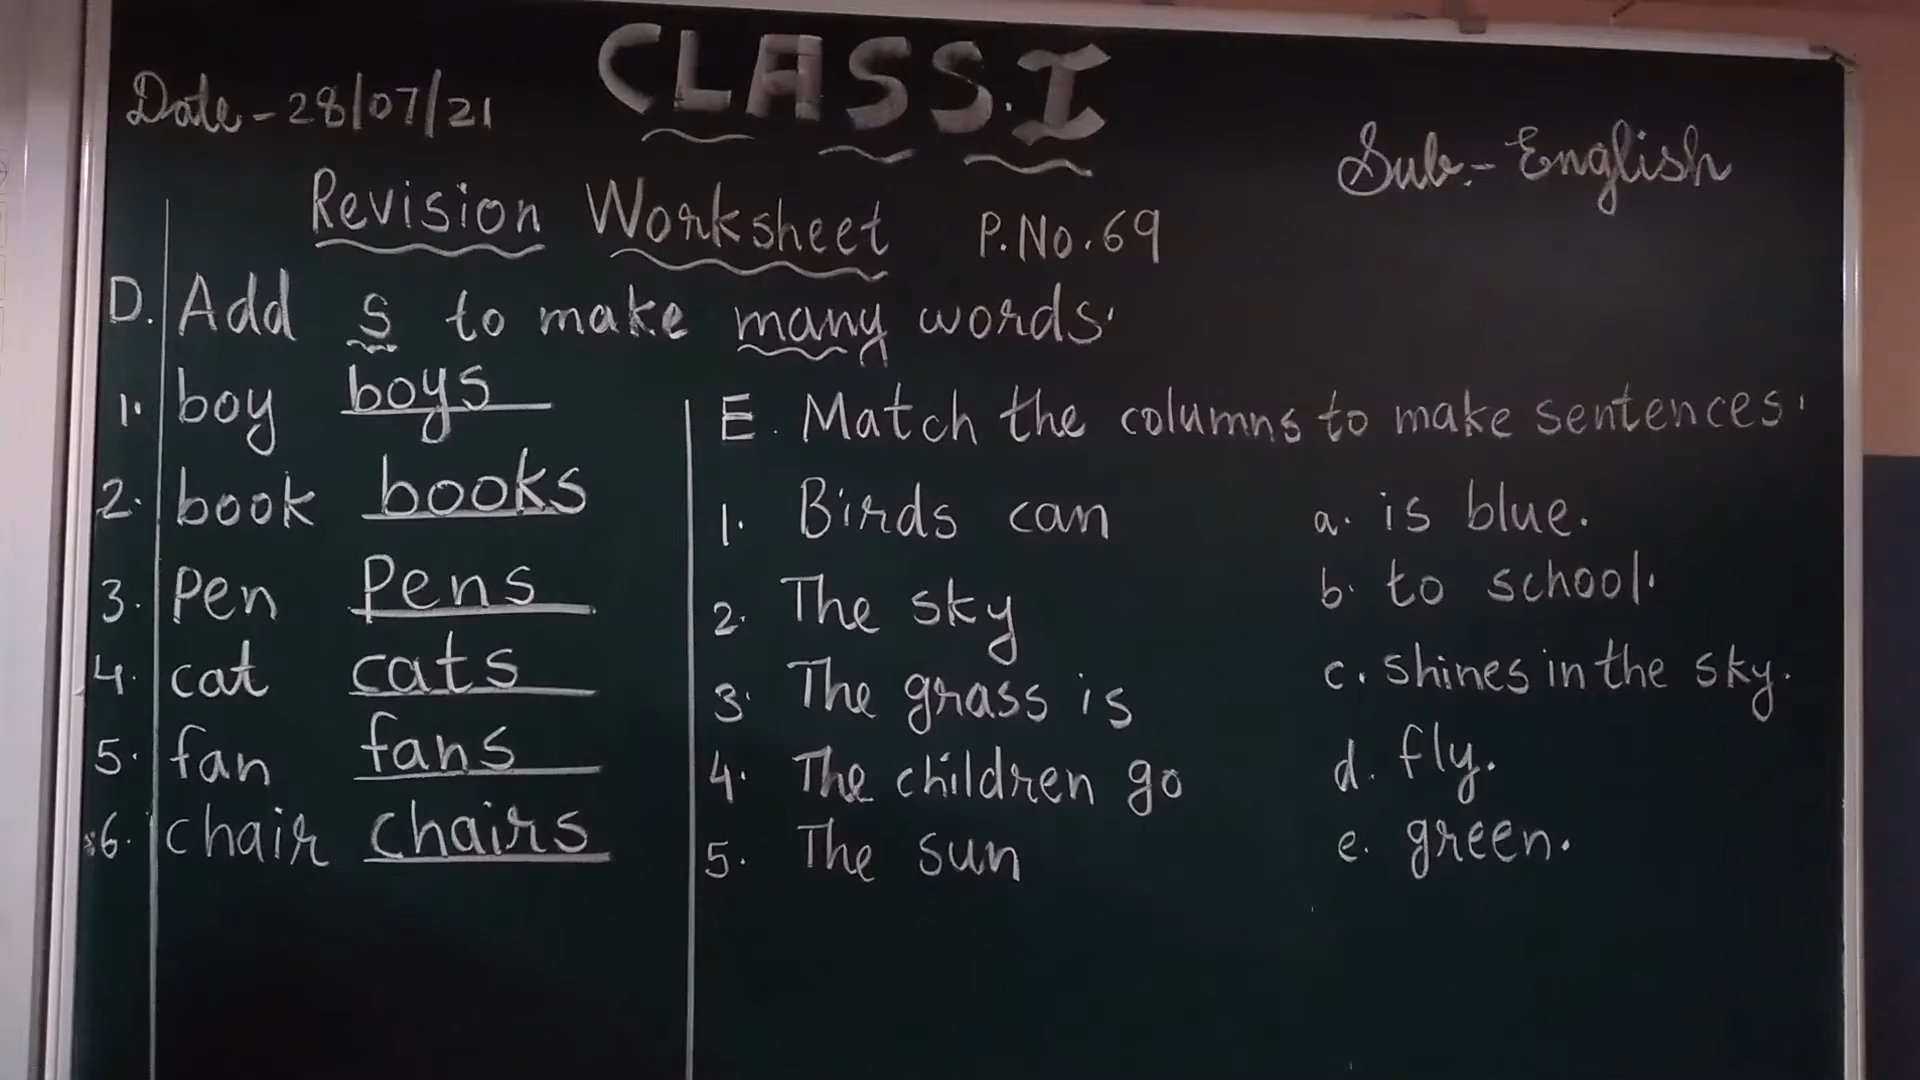 CLASS.I
Date-28/07/21
Sub.- English
Revision Worksheet P.No.69
D. Add s to make many words.
1. boy boys
2. book books
3. Pen Pens
4. cat cats
5. fan fans
6. chair chairs
E. Match the columns to make sentences.
1. Birds can a. is blue.
2. The sky b. to school.
3. The grass is c. shines in the sky.
4. The children go d. fly.
5. The sun e. green.